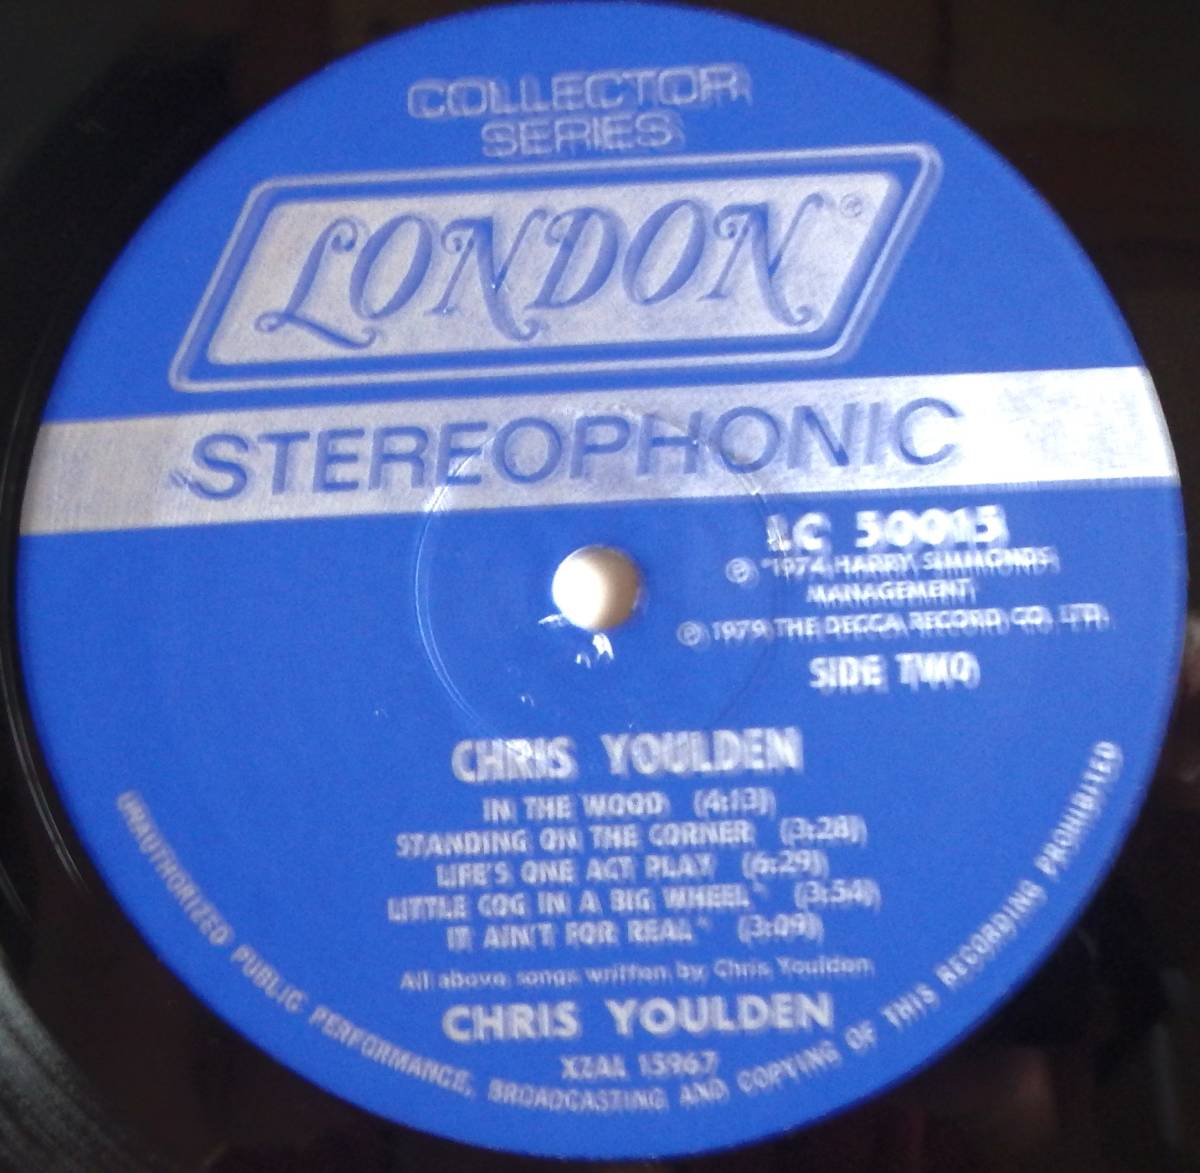 COLLECTOR
SERIES
LONDON®
STEREOPHONIC
LC 50015
℗ *1974 HARRY SIMMONDS
MANAGEMENT
℗ 1979 THE DECCA RECORD CO. LTD.
SIDE TWO
CHRIS YOULDEN
IN THE WOOD (4:13)
STANDING ON THE CORNER (3:28)
LIFE'S ONE ACT PLAY (6:29)
LITTLE COG IN A BIG WHEEL* (3:54)
IT AIN'T FOR REAL* (3:09)
All above songs written by Chris Youlden
CHRIS YOULDEN
XZAL 15967
UNAUTHORIZED PUBLIC PERFORMANCE, BROADCASTING AND COPYING OF THIS RECORDING PROHIBITED